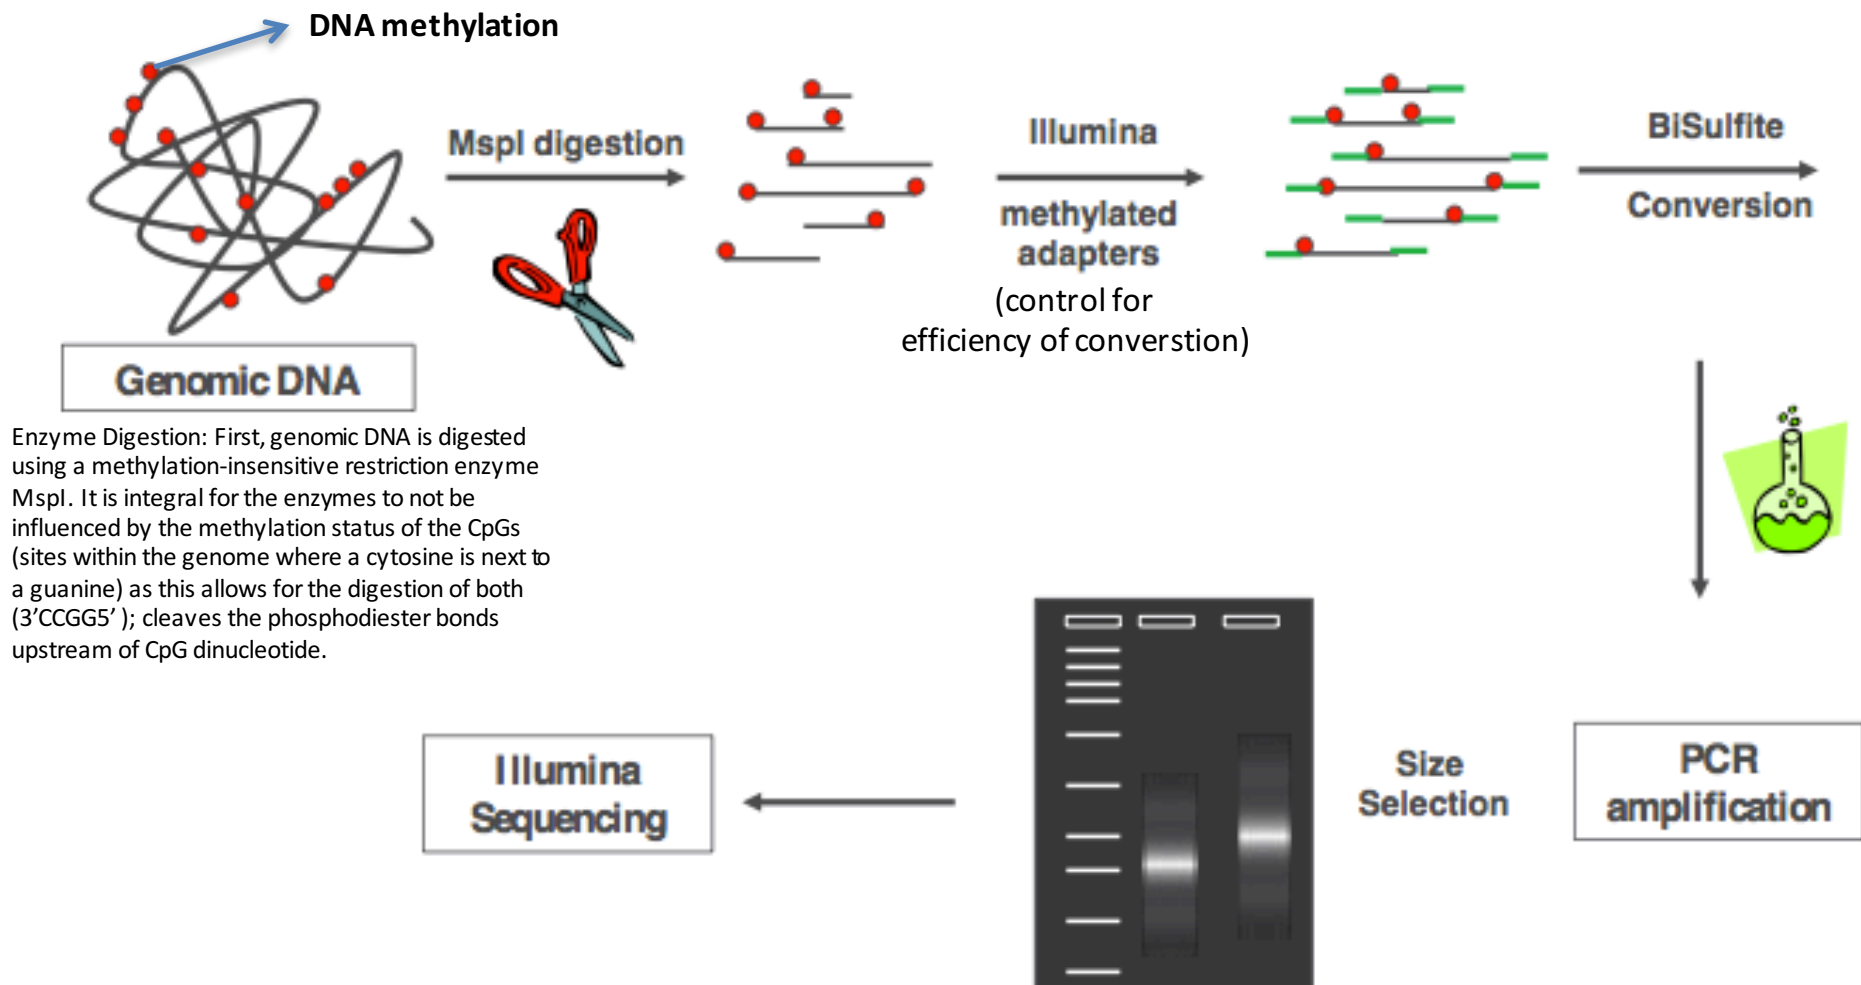 DNA methylation
MspI digestion
Illumina
methylated
adapters
(control for
efficiency of converstion)
BiSulfite
Conversion
Genomic DNA
Enzyme Digestion: First, genomic DNA is digested
using a methylation-insensitive restriction enzyme
MspI. It is integral for the enzymes to not be
influenced by the methylation status of the CpGs
(sites within the genome where a cytosine is next to
a guanine) as this allows for the digestion of both
(3’CCGG5’ ); cleaves the phosphodiester bonds
upstream of CpG dinucleotide.
Illumina
Sequencing
Size
Selection
PCR
amplification